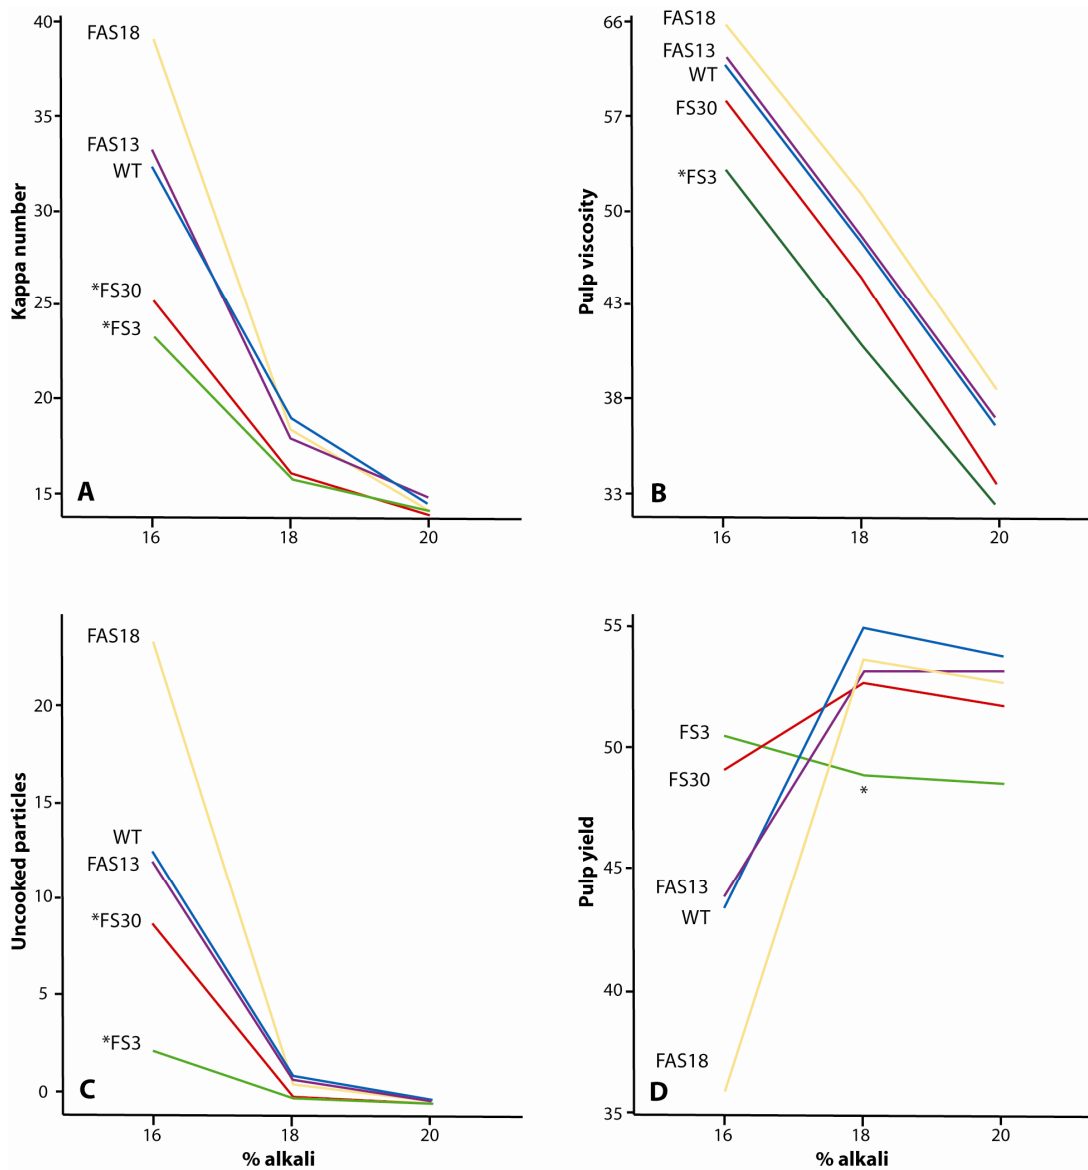 40
35
30
25
20
15
Kappa number
FAS18
FAS13
WT
*FS30
*FS3
A
16 18 20
66
57
50
43
38
33
Pulp viscosity
FAS18
FAS13
WT
FS30
*FS3
B
16 18 20
20
15
10
5
0
Uncooked particles
FAS18
WT
FAS13
*FS30
*FS3
C
16 18 20
% alkali
55
50
45
40
35
Pulp yield
FS3
FS30
*
FAS13
WT
FAS18
D
16 18 20
% alkali